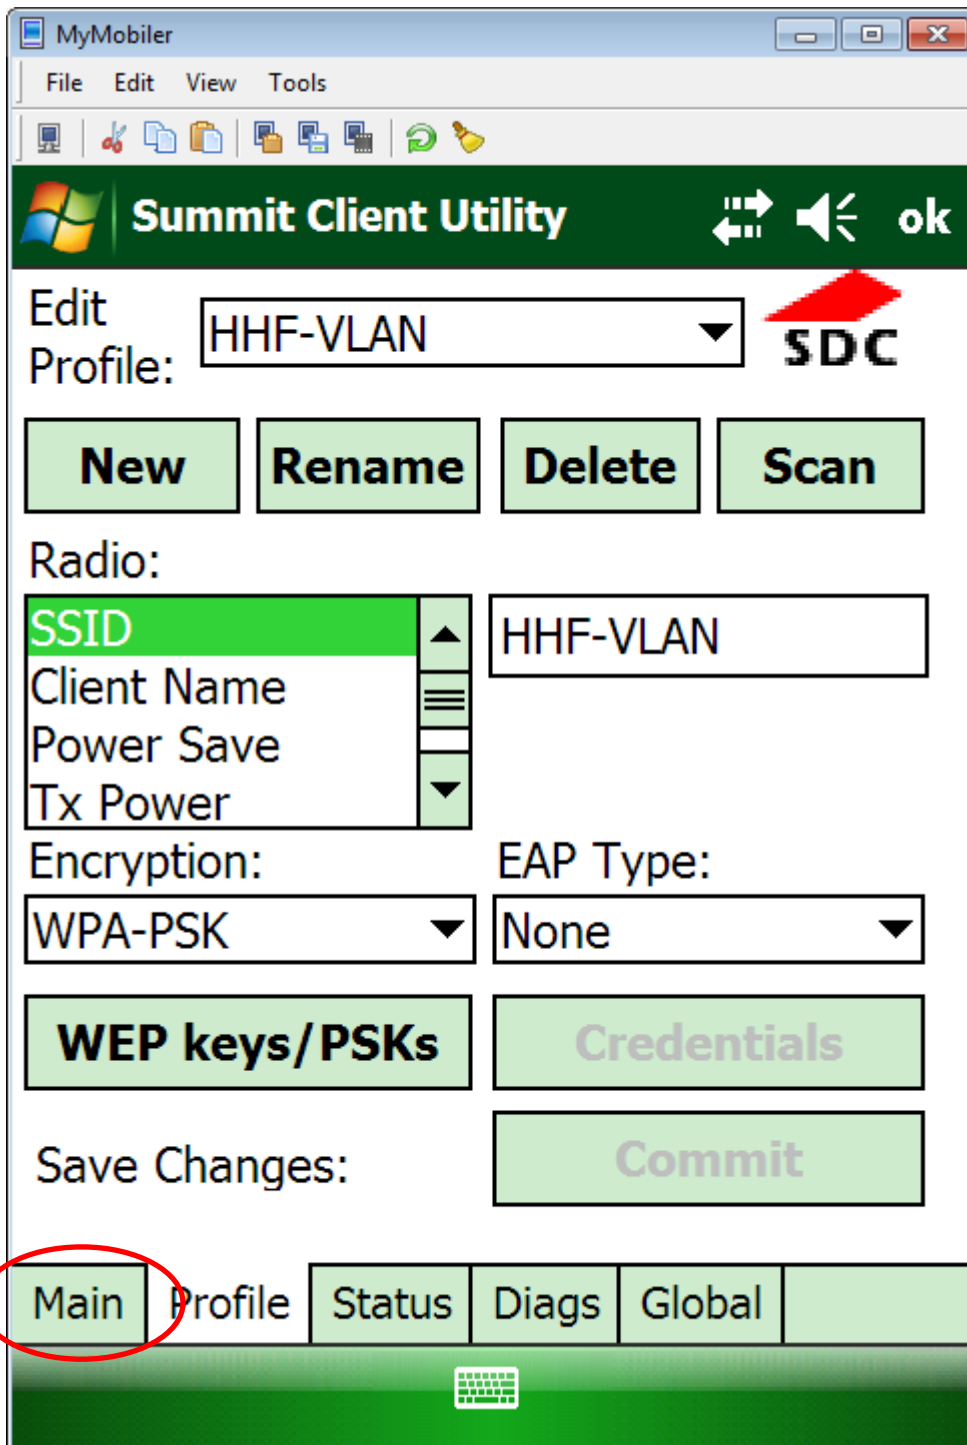 MyMobiler
File Edit View Tools
Summit Client Utility ok
Edit
Profile:
HHF-VLAN
SDC
New Rename Delete Scan
Radio:
SSID
HHF-VLAN
Client Name
Power Save
Tx Power
Encryption: EAP Type:
WPA-PSK None
WEP keys/PSKs Credentials
Save Changes: Commit
Main Profile Status Diags Global